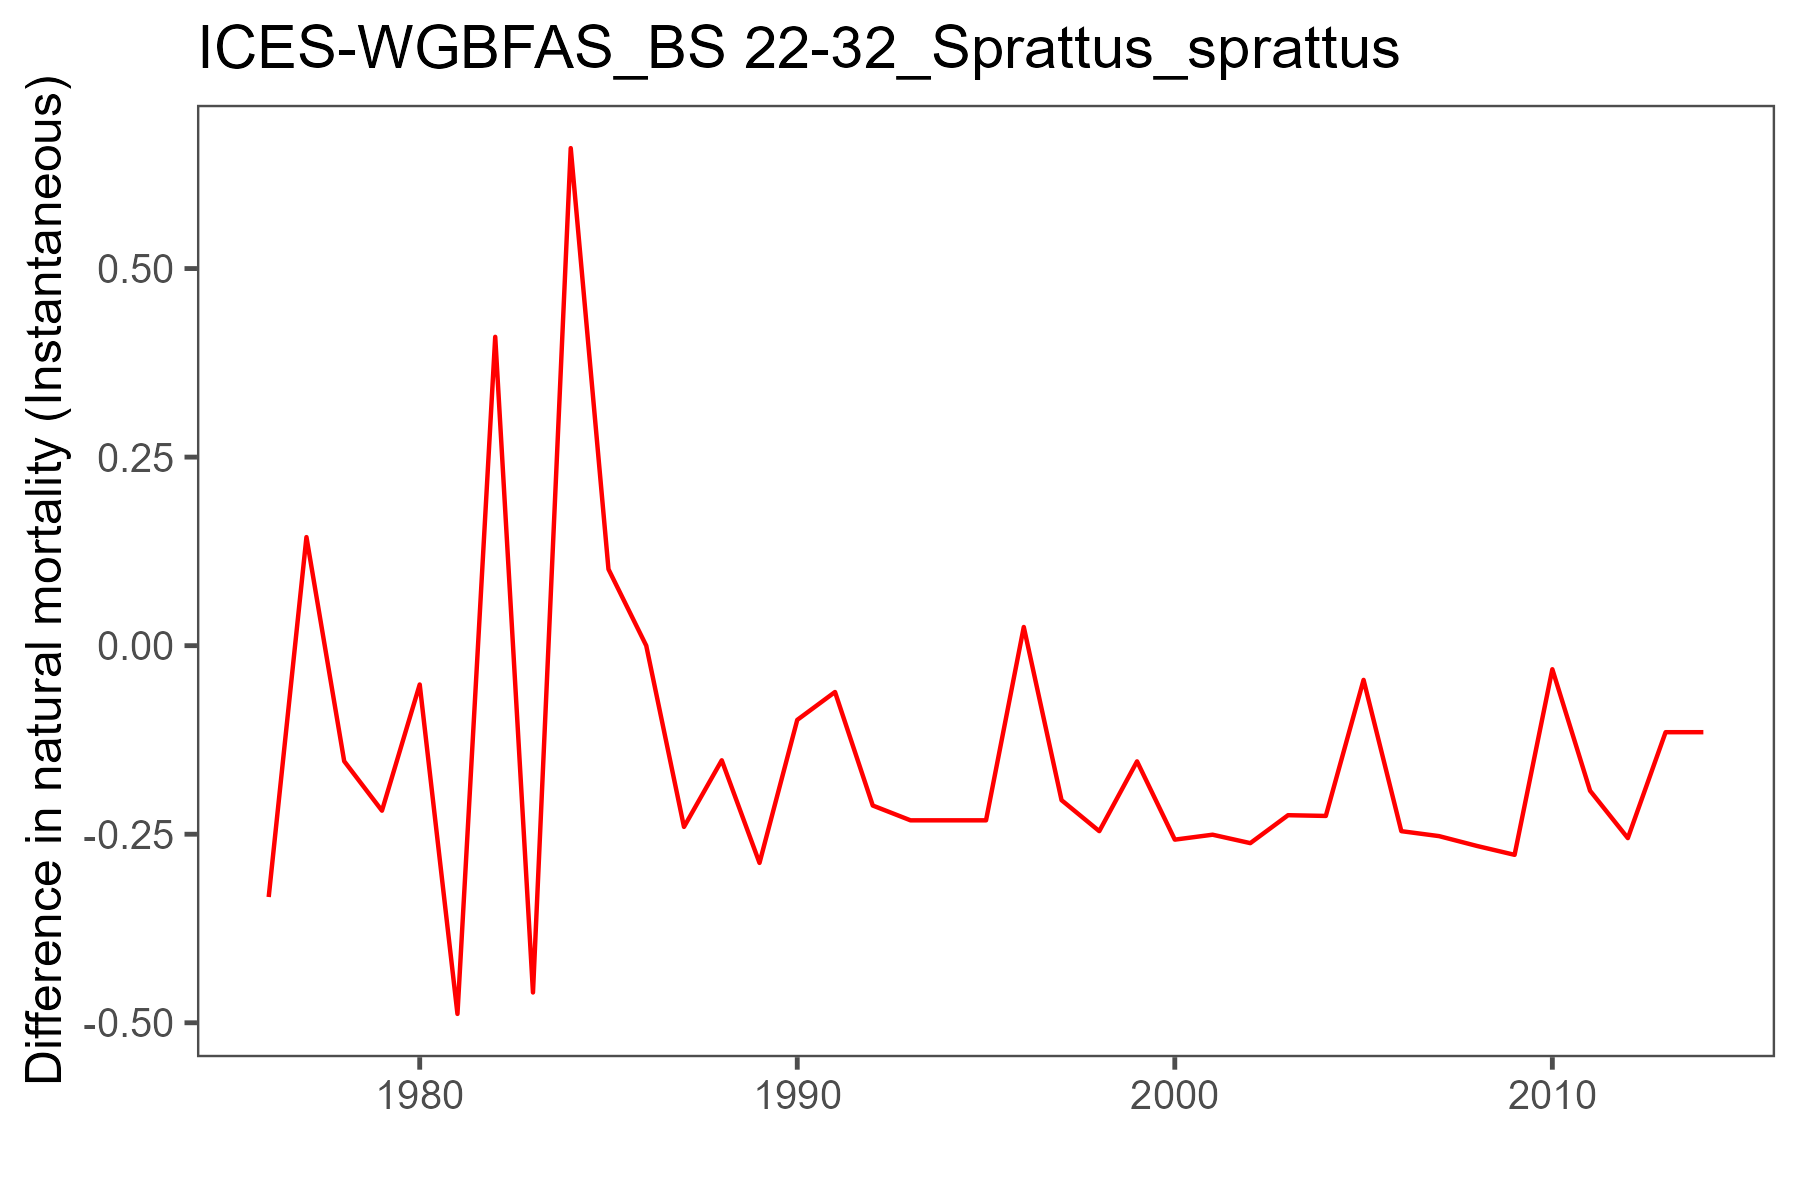 ICES-WGBFAS_BS 22-32_Sprattus_sprattus
Difference in natural mortality (Instantaneous)
0.50
0.25
0.00
-0.25
-0.50
1980 1990 2000 2010